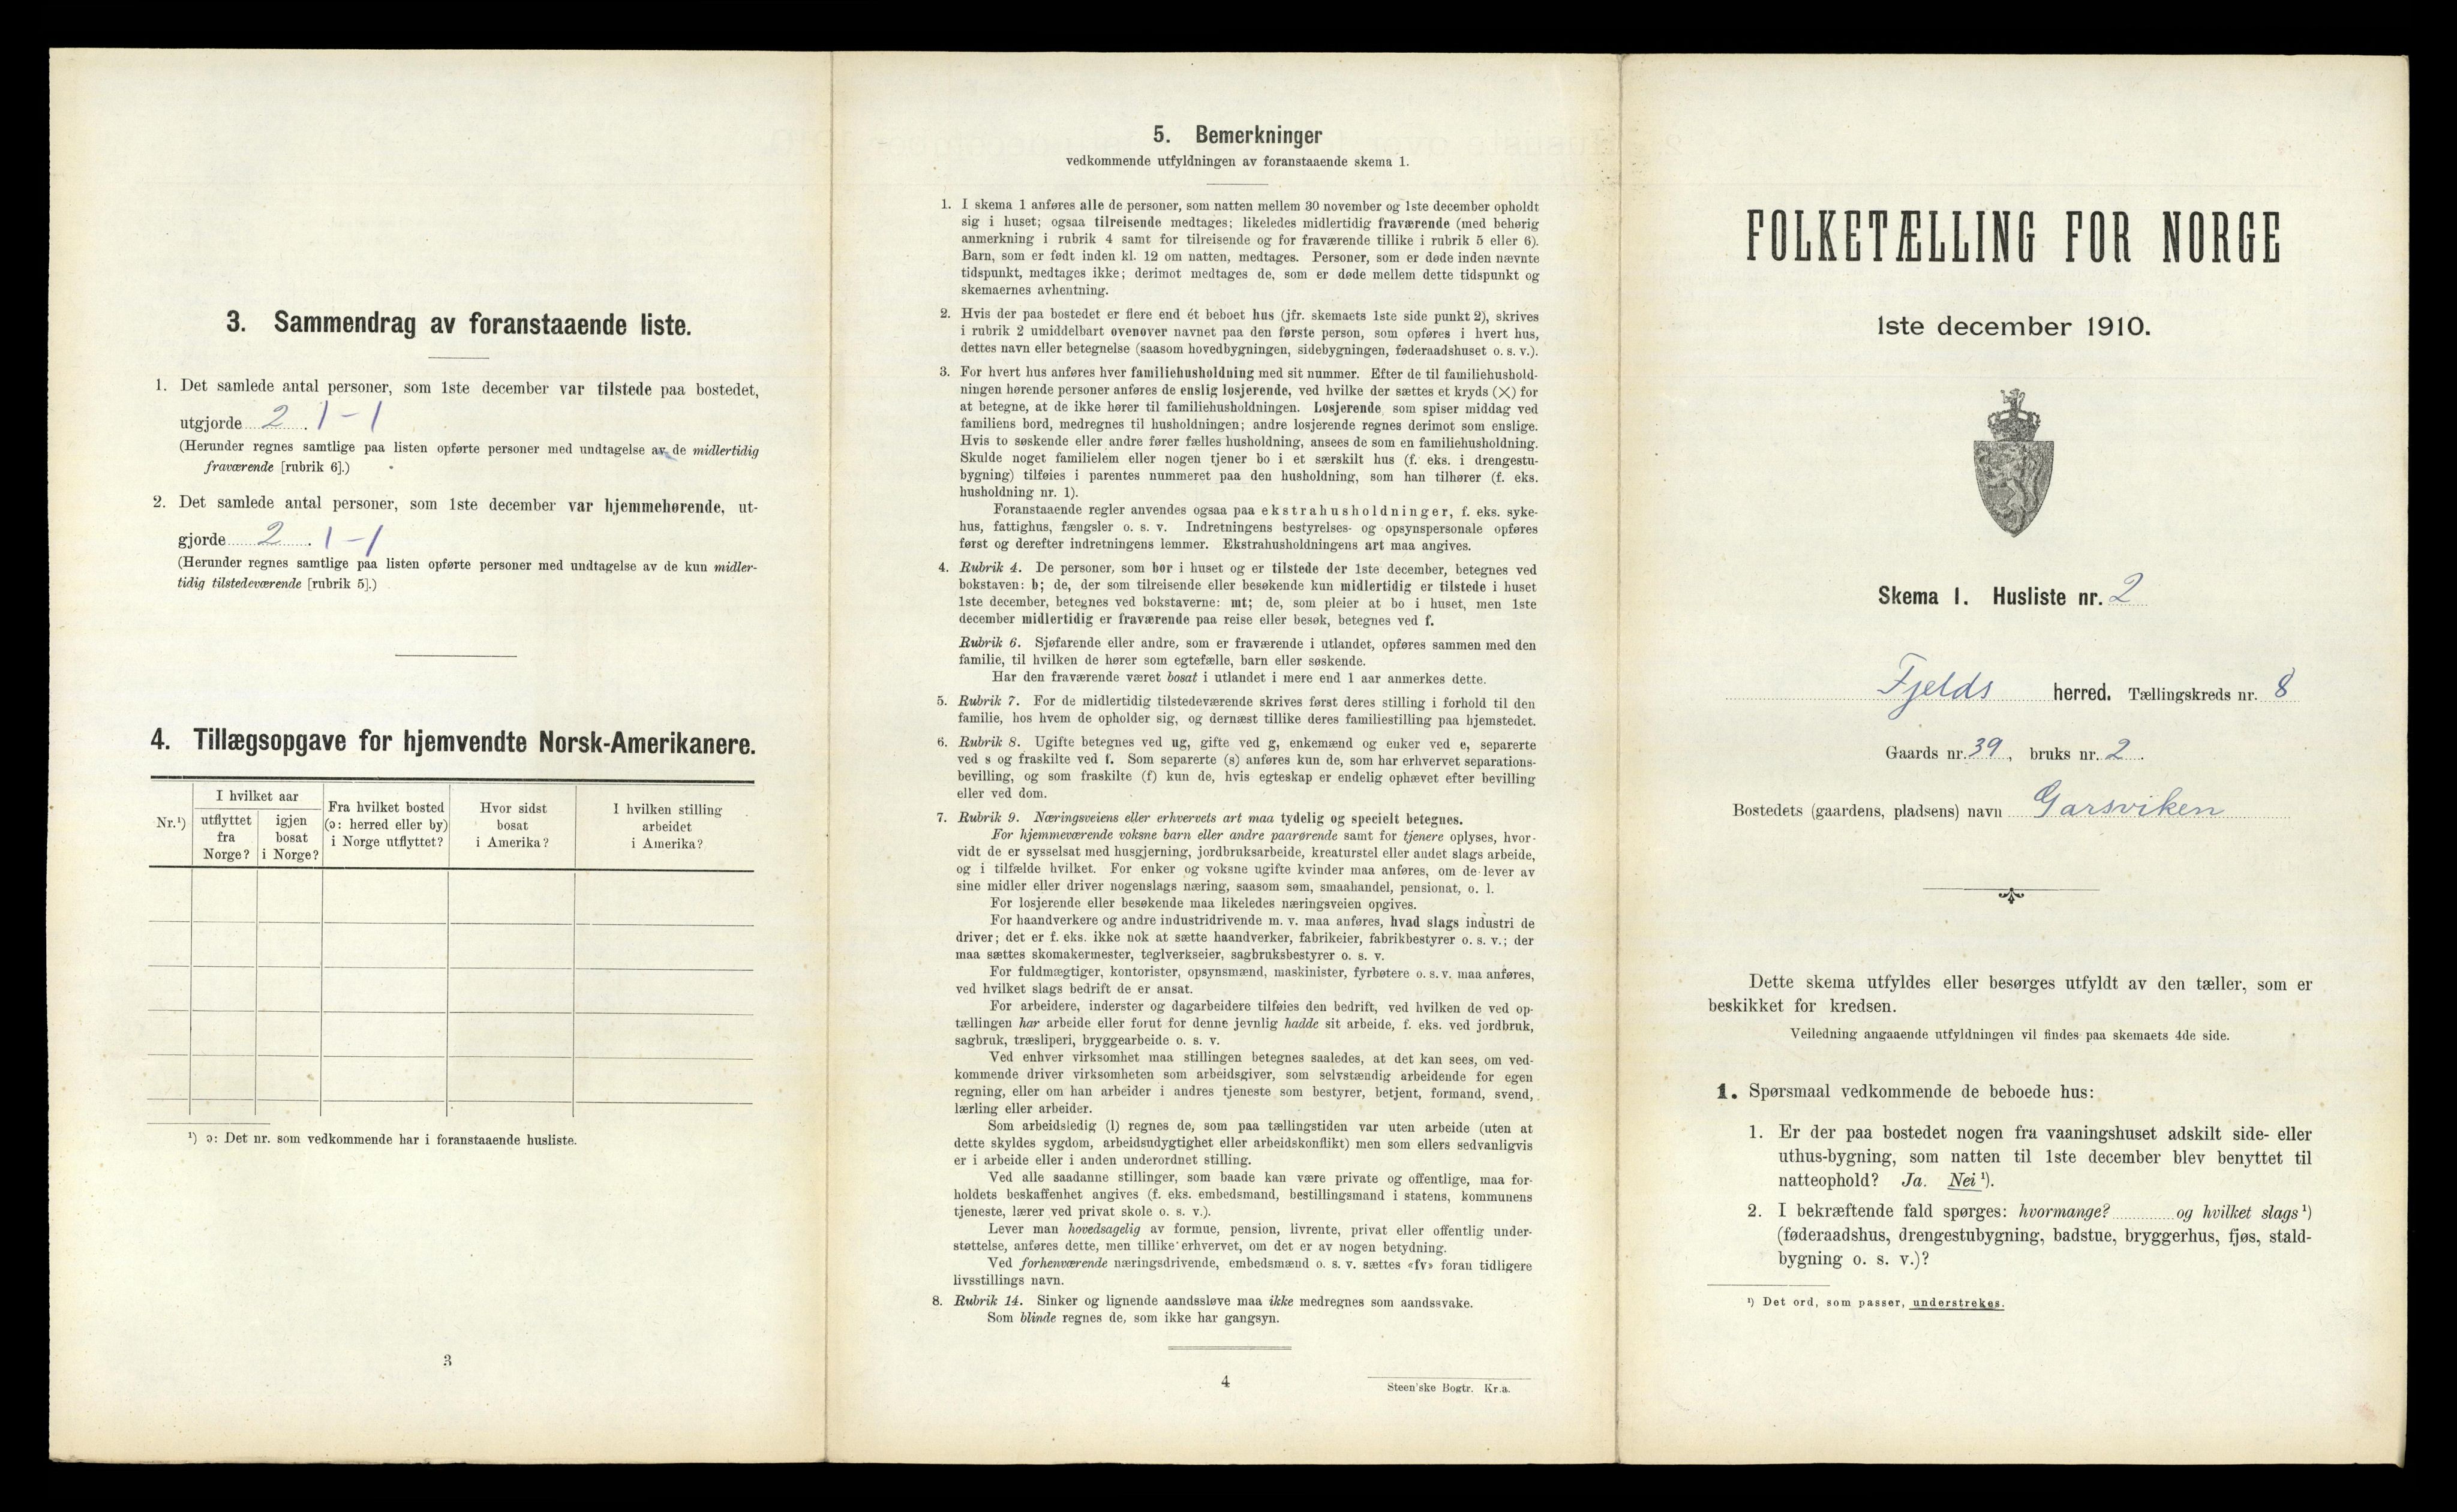 3. Sammendrag av foranstaaende liste.
1. Det samlede antal personer, som 1ste december var tilstede paa bostedet,
utgjorde 2. 1-1
(Herunder regnes samtlige paa listen opførte personer med undtagelse av de midlertidig
fraværende [rubrik 6].)
2. Det samlede antal personer, som 1ste december var hjemmehørende, ut-
gjorde 2. 1-1
(Herunder regnes samtlige paa listen opførte personer med undtagelse av de kun midler-
tidig tilstedeværende [rubrik 5].)
4. Tillægsopgave for hjemvendte Norsk-Amerikanere.
Nr.¹)
I hvilket aar
utflyttet
fra
Norge?
igjen
bosat
i Norge?
Fra hvilket bosted
(ɔ: herred eller by)
i Norge utflyttet?
Hvor sidst
bosat
i Amerika?
I hvilken stilling
arbeidet
i Amerika?
¹) ɔ: Det nr. som vedkommende har i foranstaaende husliste.
3
5. Bemerkninger
vedkommende utfyldningen av foranstaaende skema 1.
1. I skema 1 anføres alle de personer, som natten mellem 30 november og 1ste december opholdt
sig i huset; ogsaa tilreisende medtages; likeledes midlertidig fraværende (med behørig
anmerkning i rubrik 4 samt for tilreisende og for fraværende tillike i rubrik 5 eller 6).
Barn, som er født inden kl. 12 om natten, medtages. Personer, som er døde inden nævnte
tidspunkt, medtages ikke; derimot medtages de, som er døde mellem dette tidspunkt og
skemaernes avhentning.
2. Hvis der paa bostedet er flere end ét beboet hus (jfr. skemaets 1ste side punkt 2), skrives
i rubrik 2 umiddelbart ovenover navnet paa den første person, som opføres i hvert hus,
dettes navn eller betegnelse (saasom hovedbygningen, sidebygningen, føderaadshuset o. s. v.).
3. For hvert hus anføres hver familiehusholdning med sit nummer. Efter de til familiehushold-
ningen hørende personer anføres de enslig losjerende, ved hvilke der sættes et kryds (×) for
at betegne, at de ikke hører til familiehusholdningen. Losjerende som spiser middag ved
familiens bord, medregnes til husholdningen; andre losjerende regnes derimot som enslige.
Hvis to søskende eller andre fører fælles husholdning, ansees de som en familiehusholdning.
Skulde noget familielem eller nogen tjener bo i et særskilt hus (f. eks. i drengestu-
bygning) tilføies i parentes nummeret paa den husholdning, som han tilhører (f. eks.
husholdning nr. 1).
Foranstaaende regler anvendes ogsaa paa ekstrahusholdninger, f. eks. syke-
hus, fattighus, fængsler o. s. v. Indretningens bestyrelses- og opsynspersonale opføres
først og derefter indretningens lemmer. Ekstrahusholdningens art maa angives.
4. Rubrik 4. De personer, som bor i huset og er tilstede der 1ste december, betegnes ved
bokstaven: b; de, der som tilreisende eller besøkende kun midlertidig er tilstede i huset
1ste december, betegnes ved bokstaverne: mt; de, som pleier at bo i huset, men 1ste
december midlertidig er fraværende paa reise eller besøk, betegnes ved f.
Rubrik 6. Sjøfarende eller andre, som er fraværende i utlandet, opføres sammen med den
familie, til hvilken de hører som egtefælle, barn eller søskende.
Har den fraværende været bosat i utlandet i mere end 1 aar anmerkes dette.
5. Rubrik 7. For de midlertidig tilstedeværende skrives først deres stilling i forhold til den
familie, hos hvem de opholder sig, og dernæst tillike deres familiestilling paa hjemstedet.
6. Rubrik 8. Ugifte betegnes ved ug, gifte ved g, enkemænd og enker ved e, separerte
ved s og fraskilte ved f. Som separerte (s) anføres kun de, som har erhvervet separations-
bevilling, og som fraskilte (f) kun de, hvis egteskap er endelig ophævet efter bevilling
eller ved dom.
7. Rubrik 9. Næringsveiens eller erhvervets art maa tydelig og specielt betegnes.
For hjemmeværende voksne barn eller andre paarørende samt for tjenere oplyses, hvor-
vidt de er sysselsat med husgjerning, jordbruksarbeide, kreaturstel eller andet slags arbeide,
og i tilfælde hvilket. For enker og voksne ugifte kvinder maa anføres, om de lever av
sine midler eller driver nogenslags næring, saasom søm, smaahandel, pensionat, o. l.
For losjerende eller besøkende maa likeledes næringsveien opgives.
For haandverkere og andre industridrivende m. v. maa anføres, hvad slags industri de
driver; det er f. eks. ikke nok at sætte haandverker, fabrikeier, fabrikbestyrer o. s. v.; der
maa sættes skomakermester, teglverkseier, sagbruksbestyrer o. s. v.
For fuldmægtiger, kontorister, opsynsmænd, maskinister, fyrbøtere o. s. v. maa anføres,
ved hvilket slags bedrift de er ansat.
For arbeidere, inderster og dagarbeidere tilføies den bedrift, ved hvilken de ved op-
tællingen har arbeide eller forut for denne jevnlig hadde sit arbeide, f. eks. ved jordbruk,
sagbruk, træsliperi, bryggearbeide o. s. v.
Ved enhver virksomhet maa stillingen betegnes saaledes, at det kan sees, om ved-
kommende driver virksomheten som arbeidsgiver, som selvstændig arbeidende for egen
regning, eller om han arbeider i andres tjeneste som bestyrer, betjent, formand, svend,
lærling eller arbeider.
Som arbeidsledig (l) regnes de, som paa tællingstiden var uten arbeide (uten at
dette skyldes sygdom, arbeidsudygtighet eller arbeidskonflikt) men som ellers sedvanligvis
er i arbeide eller i anden underordnet stilling.
Ved alle saadanne stillinger, som baade kan være private og offentlige, maa for-
holdets beskaffenhet angives (f. eks. embedsmand, bestillingsmand i statens, kommunens
tjeneste, lærer ved privat skole o. s. v.).
Lever man hovedsagelig av formue, pension, livrente, privat eller offentlig under-
støttelse, anføres dette, men tillike erhvervet, om det er av nogen betydning.
Ved forhenværende næringsdrivende, embedsmænd o. s. v. sættes «fv» foran tidligere
livsstillings navn.
8. Rubrik 14. Sinker og lignende aandssløve maa ikke medregnes som aandssvake.
Som blinde regnes de, som ikke har gangsyn.
4
Steen'ske Bogtr. Kr.a.
FOLKETÆLLING FOR NORGE
1ste december 1910.
Skema 1. Husliste nr. 2
Fjelds herred. Tællingskreds nr. 8
Gaards nr. 39, bruks nr. 2.
Bostedets (gaardens, pladsens) navn Garsviken
Dette skema utfyldes eller besørges utfyldt av den tæller, som er
beskikket for kredsen.
Veiledning angaaende utfyldningen vil findes paa skemaets 4de side.
1. Spørsmaal vedkommende de beboede hus:
1. Er der paa bostedet nogen fra vaaningshuset adskilt side- eller
uthus-bygning, som natten til 1ste december blev benyttet til
natteophold? Ja. Nei ¹).
2. I bekræftende fald spørges: hvormange? og hvilket slags ¹)
(føderaadshus, drengestubygning, badstue, bryggerhus, fjøs, stald-
bygning o. s. v.)?
¹) Det ord, som passer, understrekes.